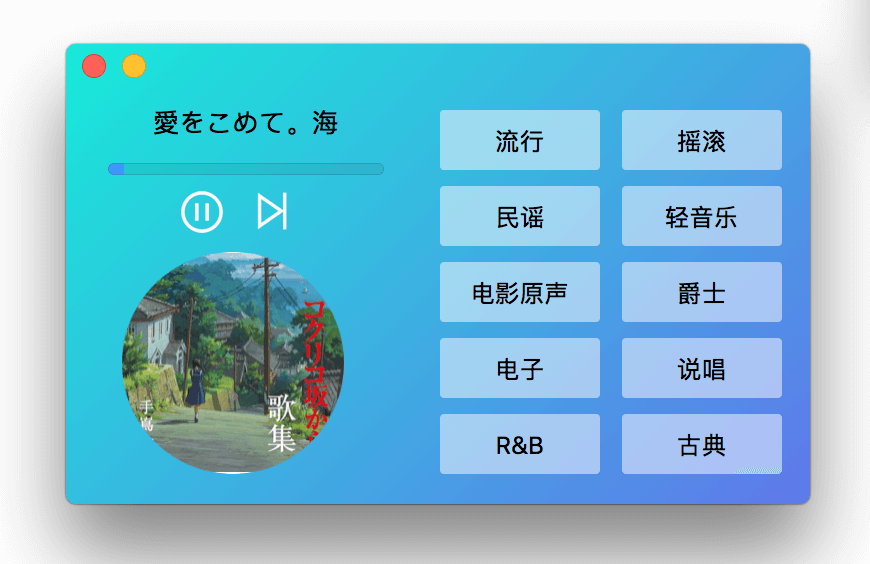 愛をこめて。海
流行
摇滚
民谣
轻音乐
电影原声
爵士
电子
说唱
R&B
古典
コクリコ坂から
歌集
手嶌